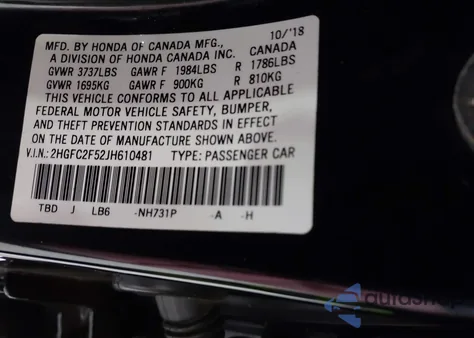 10/'18
MFD. BY HONDA OF CANADA MFG., CANADA
A DIVISION OF HONDA CANADA INC.
GVWR 3737LBS GAWR F 1984LBS R 1786LBS
GVWR 1695KG GAWR F 900KG R 810KG
THIS VEHICLE CONFORMS TO ALL APPLICABLE
FEDERAL MOTOR VEHICLE SAFETY, BUMPER,
AND THEFT PREVENTION STANDARDS IN EFFECT
ON THE DATE OF MANUFACTURE SHOWN ABOVE.
V.I.N.: 2HGFC2F52JH610481 TYPE: PASSENGER CAR
TBD J LB6 -NH731P -A -H